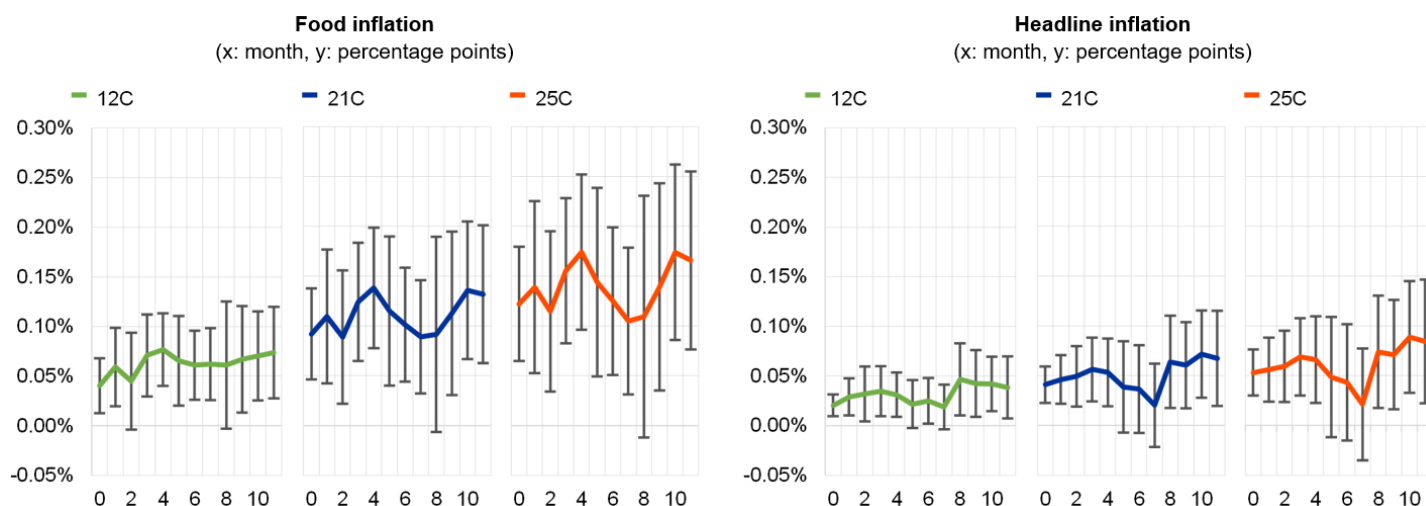 Food inflation
(x: month, y: percentage points)
12C
21C
25C
0.30%
0.25%
0.20%
0.15%
0.10%
0.05%
0.00%
-0.05%
0 2 4 6 8 10
0 2 4 6 8 10
0 2 4 6 8 10
Headline inflation
(x: month, y: percentage points)
12C
21C
25C
0.30%
0.25%
0.20%
0.15%
0.10%
0.05%
0.00%
-0.05%
0 2 4 6 8 10
0 2 4 6 8 10
0 2 4 6 8 10